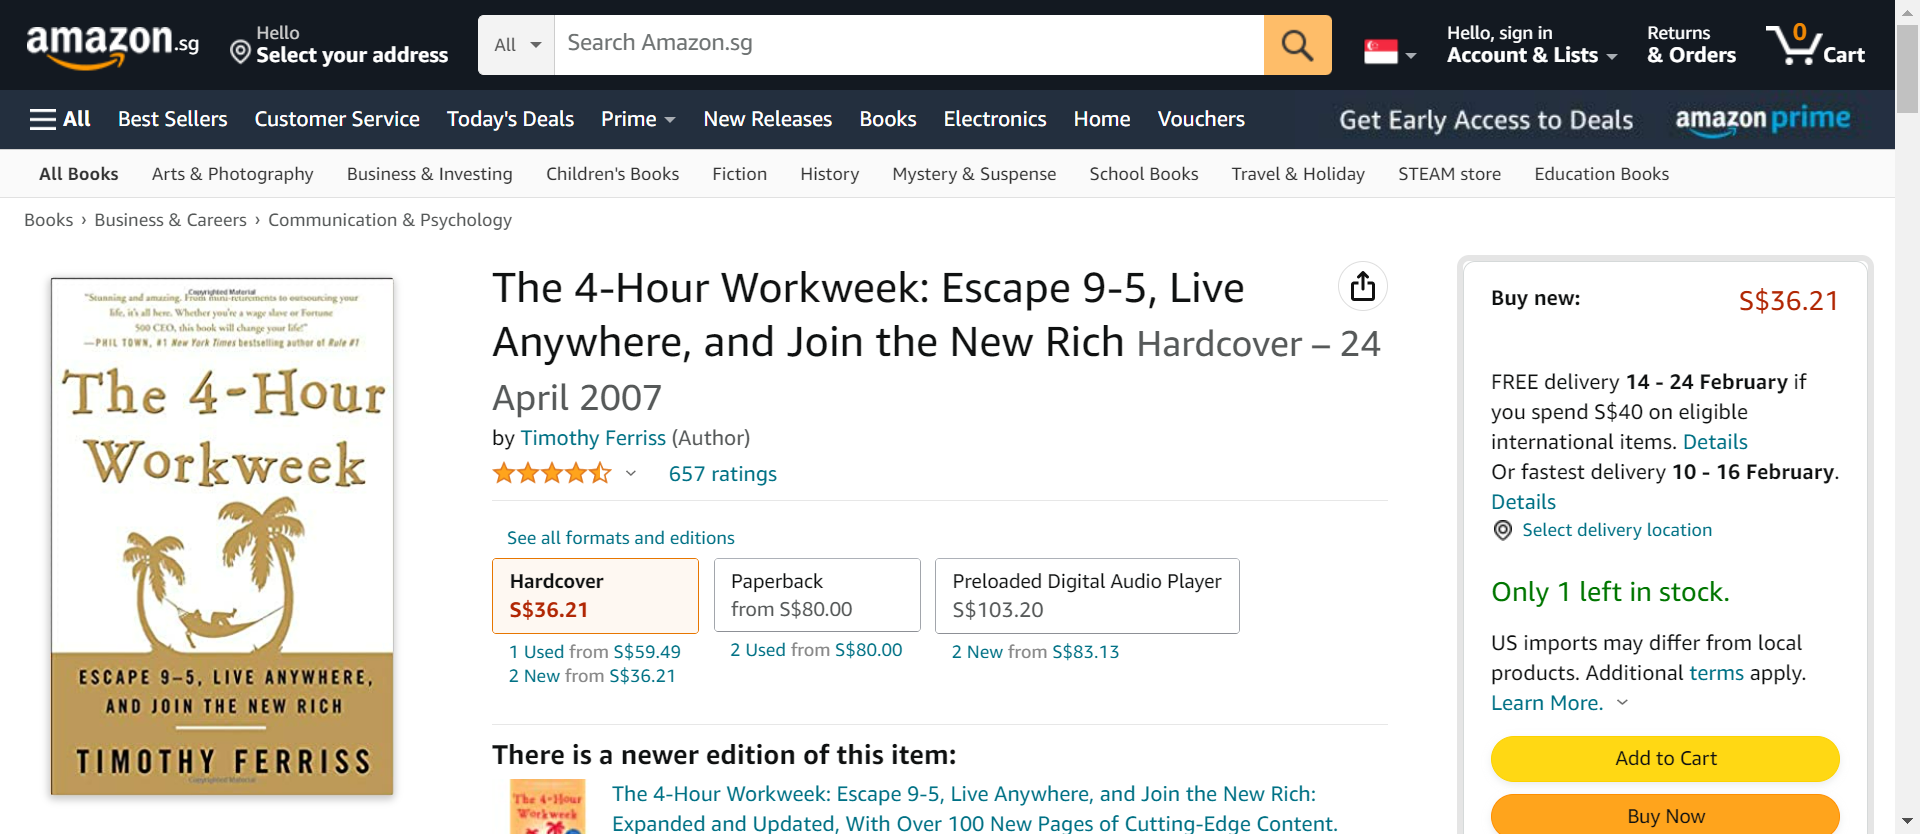 amazon.sg
Hello
Select your address
All
Search Amazon.sg
Hello, sign in
Account & Lists
Returns
& Orders
0
Cart
All
Best Sellers
Customer Service
Today's Deals
Prime
New Releases
Books
Electronics
Home
Vouchers
Get Early Access to Deals
amazon prime
All Books
Arts & Photography
Business & Investing
Children's Books
Fiction
History
Mystery & Suspense
School Books
Travel & Holiday
STEAM store
Education Books
Books › Business & Careers › Communication & Psychology
Copyrighted Material
"Stunning and amazing. From mini-retirements to outsourcing your
life, it's all here. Whether you're a wage slave or Fortune
500 CEO, this book will change your life!"
—PHIL TOWN, #1 New York Times bestselling author of Rule #1
The 4-Hour
Workweek
ESCAPE 9–5, LIVE ANYWHERE,
AND JOIN THE NEW RICH
TIMOTHY FERRISS
Copyrighted Material
The 4-Hour Workweek: Escape 9-5, Live
Anywhere, and Join the New Rich Hardcover – 24
April 2007
by Timothy Ferriss (Author)
657 ratings
See all formats and editions
Hardcover
S$36.21
1 Used from S$59.49
2 New from S$36.21
Paperback
from S$80.00
2 Used from S$80.00
Preloaded Digital Audio Player
S$103.20
2 New from S$83.13
There is a newer edition of this item:
The 4-Hour
Workweek
The 4-Hour Workweek: Escape 9-5, Live Anywhere, and Join the New Rich:
Expanded and Updated, With Over 100 New Pages of Cutting-Edge Content.
Buy new:
S$36.21
FREE delivery 14 - 24 February if
you spend S$40 on eligible
international items. Details
Or fastest delivery 10 - 16 February.
Details
Select delivery location
Only 1 left in stock.
US imports may differ from local
products. Additional terms apply.
Learn More.
Add to Cart
Buy Now